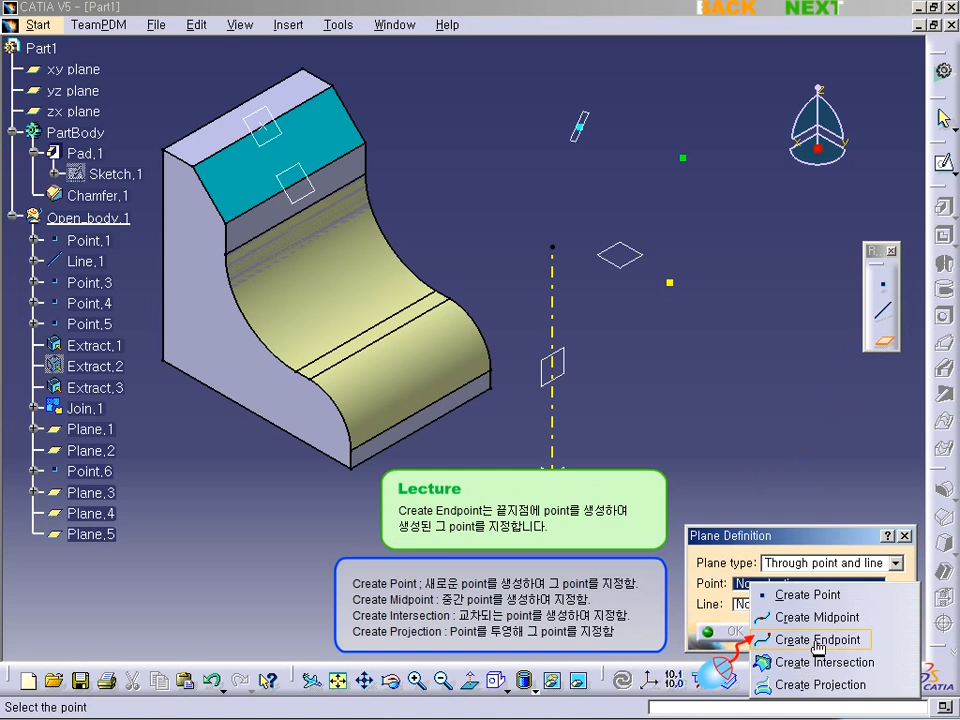 CATIA V5 - [Part1]
BACK NEXT
Start TeamPDM File Edit View Insert Tools Window Help
Part1
xy plane
yz plane
zx plane
PartBody
Pad,1
Sketch,1
Chamfer,1
Open_body,1
Point,1
Line,1
Point,3
Point,4
Point,5
Extract,1
Extract,2
Extract,3
Join,1
Plane,1
Plane,2
Point,6
Plane,3
Plane,4
Plane,5
z
y
Lecture
Create Endpoint는 끝지점에 point를 생성하며
생성된 그 point를 지정합니다.
Create Point ; 새로운 point를 생성하며 그 point를 지정함.
Create Midpoint : 중간 point를 생성하며 지정함.
Create Intersection : 교차되는 point를 생성하며 지정함.
Create Projection : Point를 투영해 그 point를 지정함
Plane Definition
Plane type: Through point and line
Point:
Line:
OK
Create Point
Create Midpoint
Create Endpoint
Create Intersection
Create Projection
10,1
10,0
CATIA
Select the point